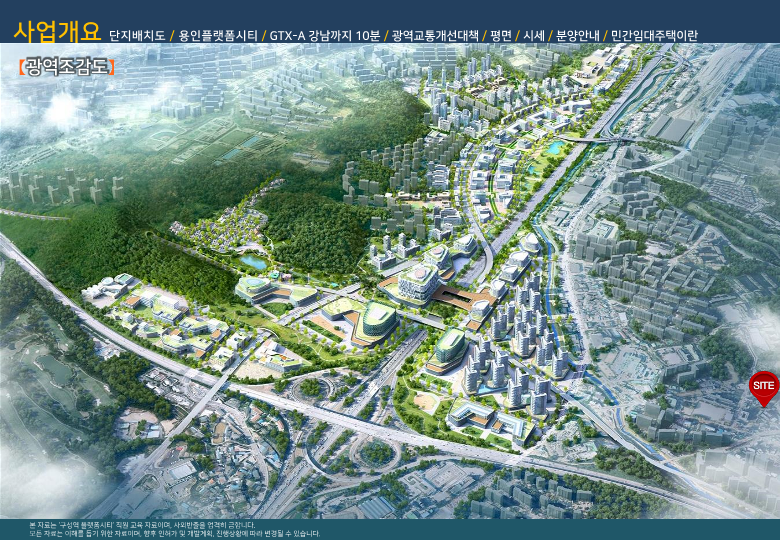 사업개요 단지배치도 / 용인플랫폼시티 / GTX-A 강남까지 10분 / 광역교통개선대책 / 평면 / 시세 / 분양안내 / 민간임대주택이란
【광역조감도】
SITE
본 자료는 '구성역 플랫폼시티' 직원 교육 자료이며, 사외반출을 엄격히 금합니다.
모든 자료는 이해를 돕기 위한 자료이며, 향후 인허가 및 개발계획, 진행상황에 따라 변경될 수 있습니다.